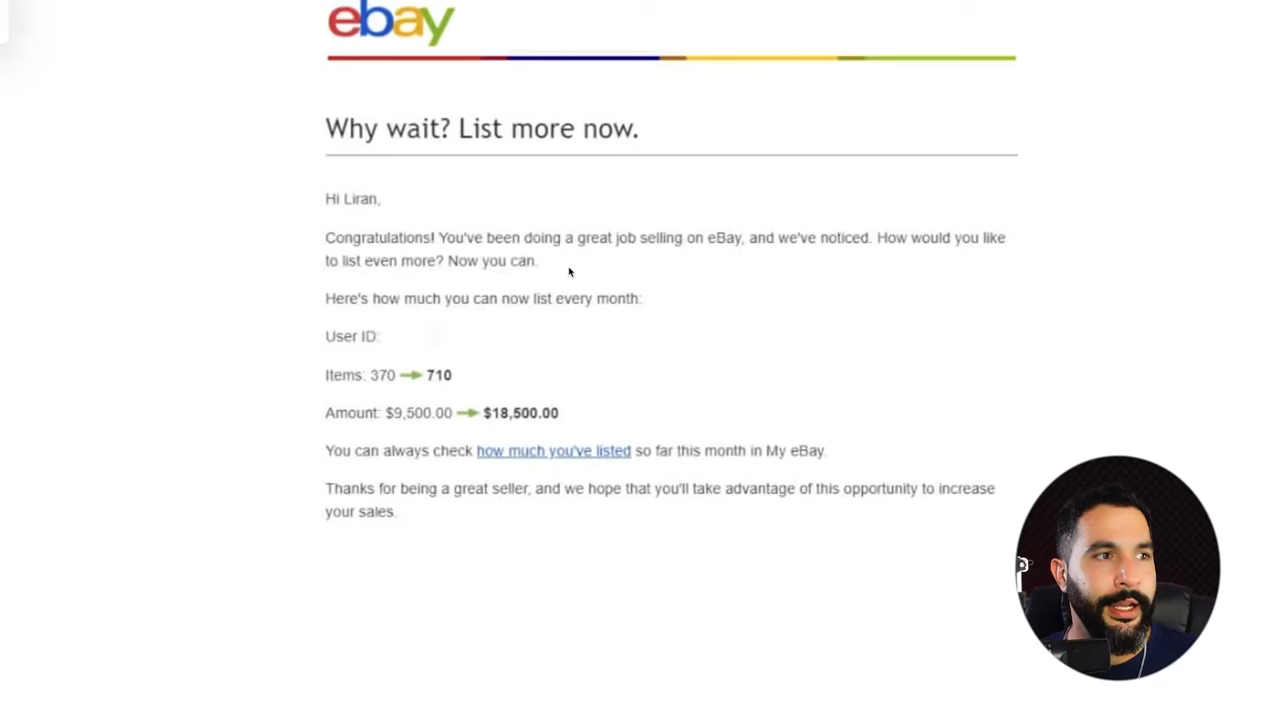 ebay
Why wait? List more now.
Hi Liran,
Congratulations! You've been doing a great job selling on eBay, and we've noticed. How would you like
to list even more? Now you can.
Here's how much you can now list every month:
User ID:
Items: 370 → 710
Amount: $9,500.00 → $18,500.00
You can always check how much you've listed so far this month in My eBay.
Thanks for being a great seller, and we hope that you'll take advantage of this opportunity to increase
your sales.